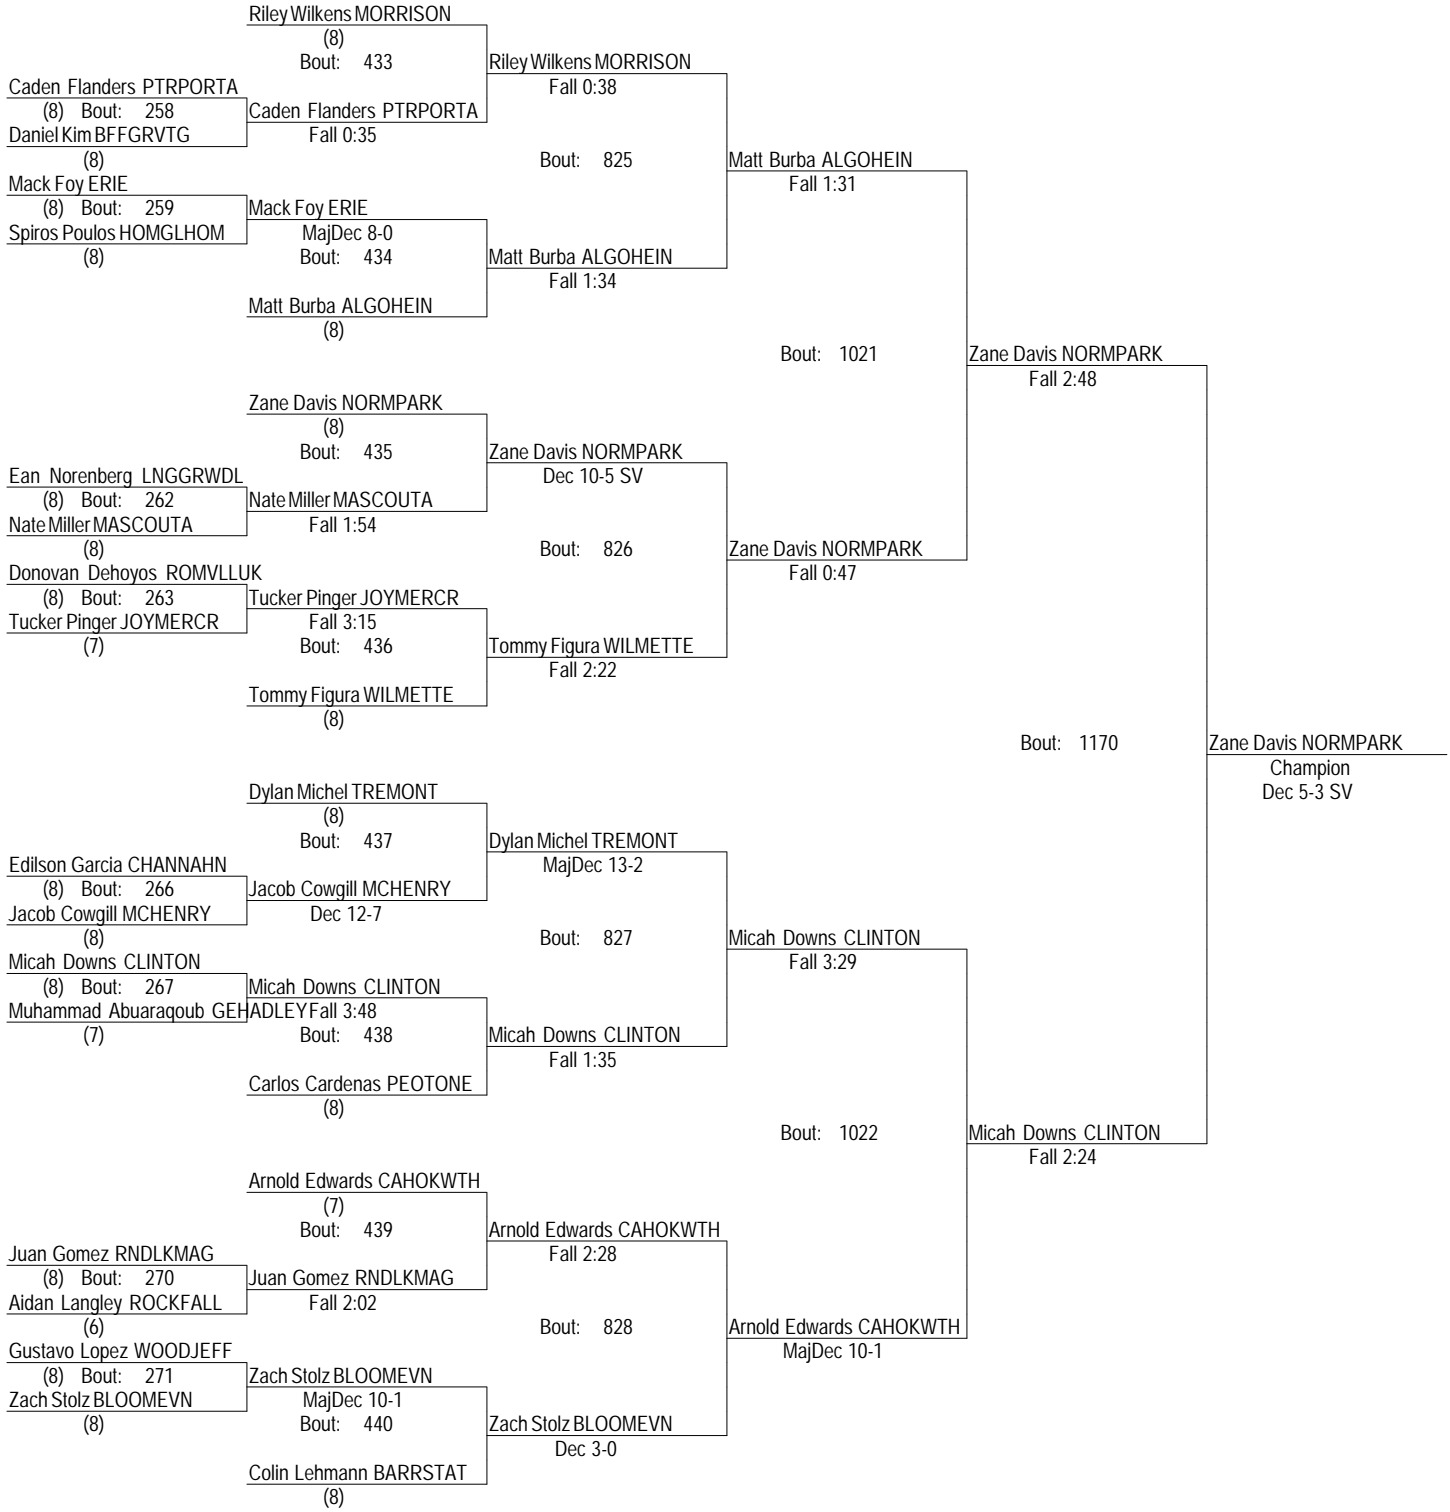 Riley Wilkens MORRISON
(8)
Bout: 433
Riley Wilkens MORRISON
Fall 0:38
Caden Flanders PTRPORTA
(8) Bout: 258
Caden Flanders PTRPORTA
Fall 0:35
Daniel Kim BFFGRVTG
(8)
Bout: 825
Matt Burba ALGOHEIN
Fall 1:31
Mack Foy ERIE
(8) Bout: 259
Mack Foy ERIE
MajDec 8-0
Spiros Poulos HOMGLHOM
(8)
Bout: 434
Matt Burba ALGOHEIN
Fall 1:34
Matt Burba ALGOHEIN
(8)
Bout: 1021
Zane Davis NORMPARK
Fall 2:48
Zane Davis NORMPARK
(8)
Bout: 435
Zane Davis NORMPARK
Dec 10-5 SV
Ean Norenberg LNGGRWDL
(8) Bout: 262
Nate Miller MASCOUTA
Fall 1:54
Nate Miller MASCOUTA
(8)
Bout: 826
Zane Davis NORMPARK
Fall 0:47
Donovan Dehoyos ROMVLLUK
(8) Bout: 263
Tucker Pinger JOYMERCR
Fall 3:15
Tucker Pinger JOYMERCR
(7)
Bout: 436
Tommy Figura WILMETTE
Fall 2:22
Tommy Figura WILMETTE
(8)
Bout: 1170
Zane Davis NORMPARK
Champion
Dec 5-3 SV
Dylan Michel TREMONT
(8)
Bout: 437
Dylan Michel TREMONT
MajDec 13-2
Edilson Garcia CHANNAHN
(8) Bout: 266
Jacob Cowgill MCHENRY
Dec 12-7
Jacob Cowgill MCHENRY
(8)
Bout: 827
Micah Downs CLINTON
Fall 3:29
Micah Downs CLINTON
(8) Bout: 267
Micah Downs CLINTON
Fall 3:48
Muhammad Abuaraqoub GEHADLEY
(7)
Bout: 438
Micah Downs CLINTON
Fall 1:35
Carlos Cardenas PEOTONE
(8)
Bout: 1022
Micah Downs CLINTON
Fall 2:24
Arnold Edwards CAHOKWTH
(7)
Bout: 439
Arnold Edwards CAHOKWTH
Fall 2:28
Juan Gomez RNDLKMAG
(8) Bout: 270
Juan Gomez RNDLKMAG
Fall 2:02
Aidan Langley ROCKFALL
(6)
Bout: 828
Arnold Edwards CAHOKWTH
MajDec 10-1
Gustavo Lopez WOODJEFF
(8) Bout: 271
Zach Stolz BLOOMEVN
MajDec 10-1
Zach Stolz BLOOMEVN
(8)
Bout: 440
Zach Stolz BLOOMEVN
Dec 3-0
Colin Lehmann BARRSTAT
(8)